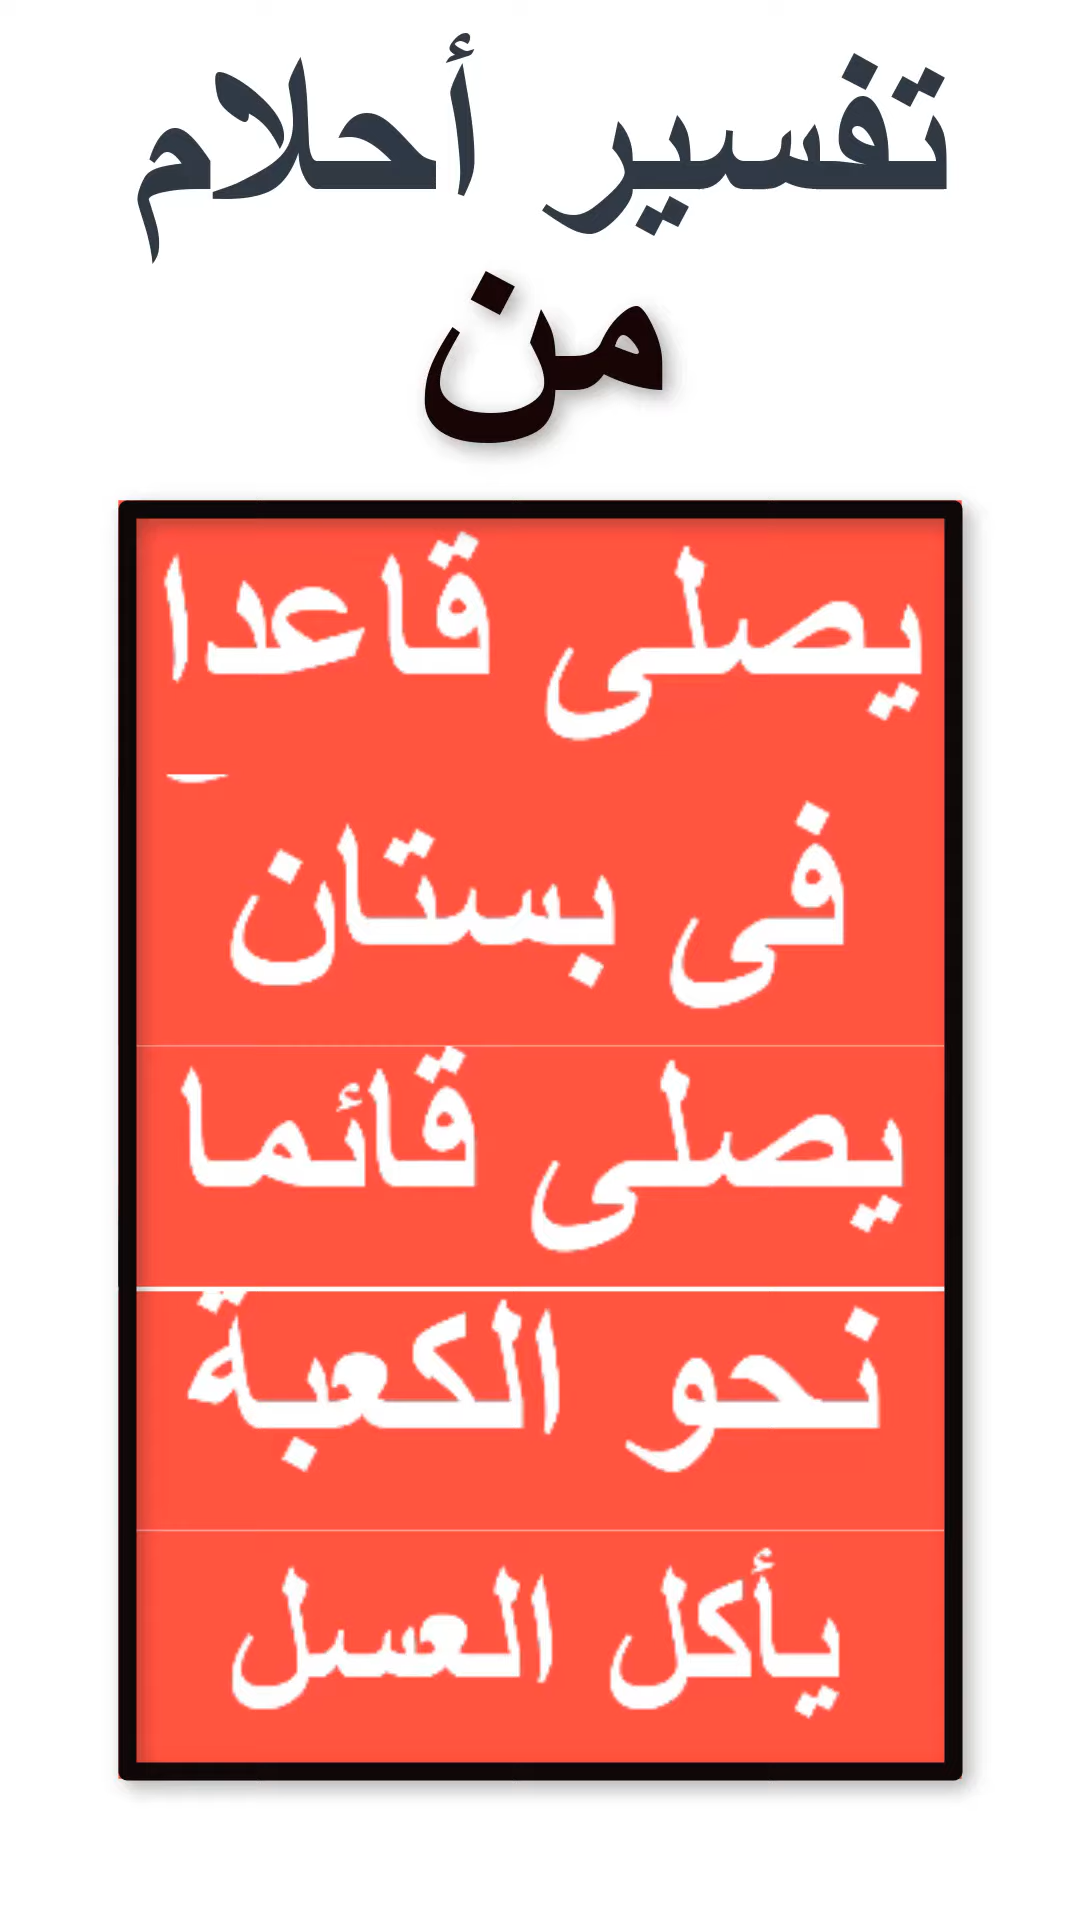 تفسير أحلام
من
يصلى قاعدا
فى بستان
يصلى قائما
نحو الكعبة
يأكل العسل